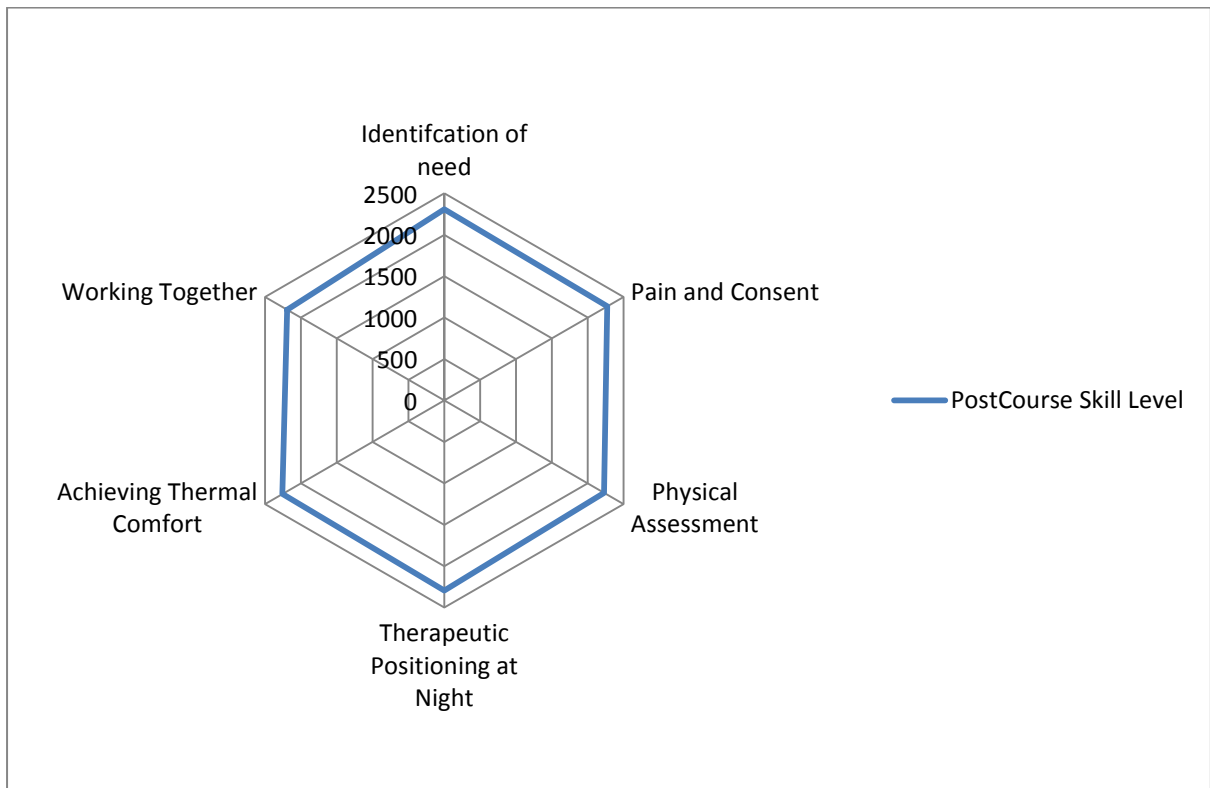 Identifcation of
need
2500
2000
1500
1000
500
0
Pain and Consent
Physical
Assessment
Therapeutic
Positioning at
Night
Achieving Thermal
Comfort
Working Together
PostCourse Skill Level